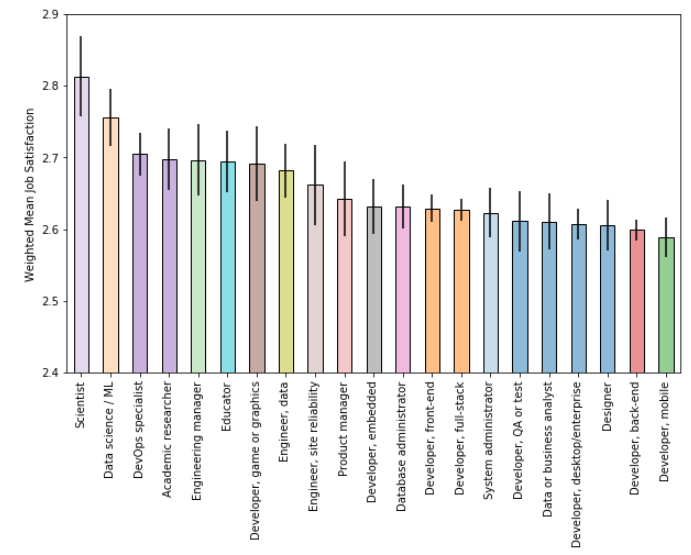 2.9
2.8
2.7
2.6
2.5
2.4
Weighted Mean Job Satisfaction
Scientist
Data science / ML
DevOps specialist
Academic researcher
Engineering manager
Educator
Developer, game or graphics
Engineer, data
Engineer, site reliability
Product manager
Developer, embedded
Database administrator
Developer, front-end
Developer, full-stack
System administrator
Developer, QA or test
Data or business analyst
Developer, desktop/enterprise
Designer
Developer, back-end
Developer, mobile